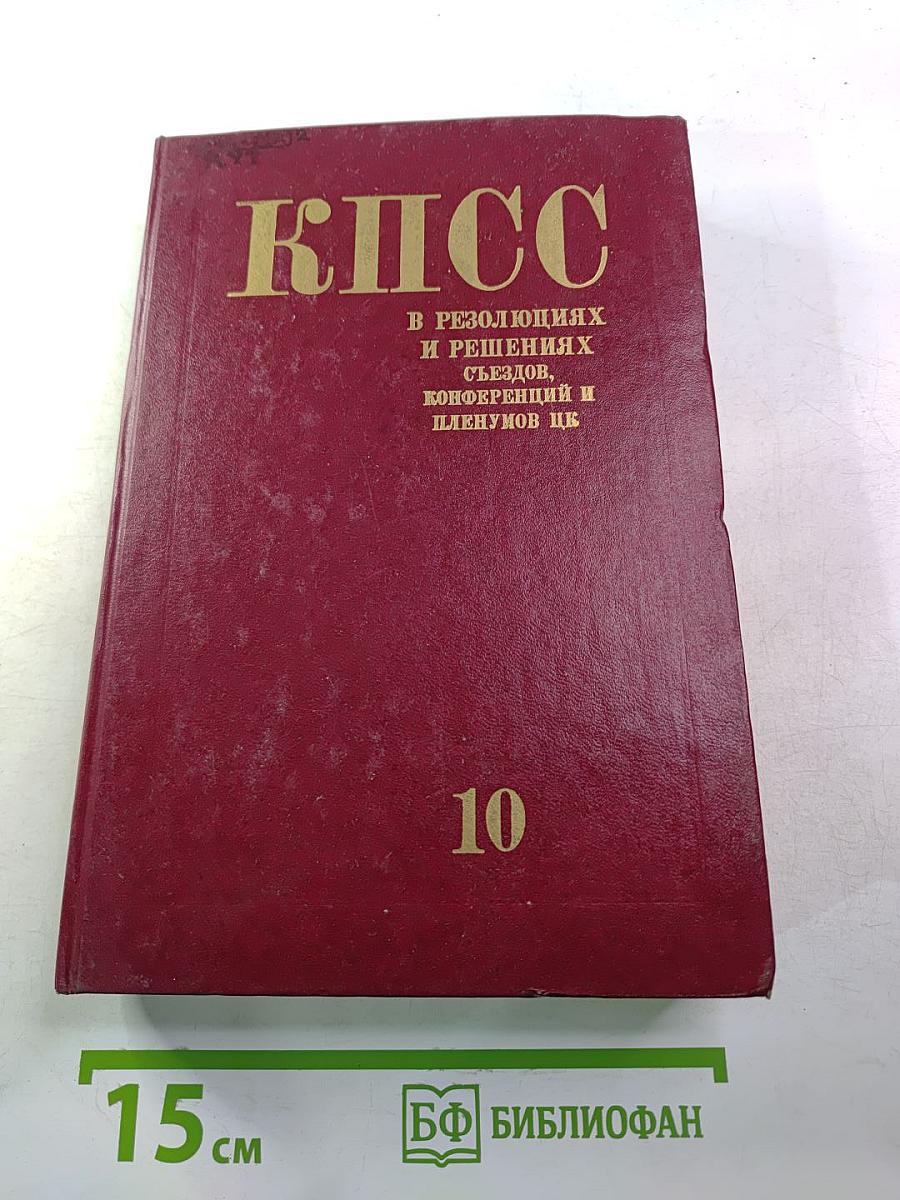 КПСС
В РЕЗОЛЮЦИЯХ
И РЕШЕНИЯХ
СЪЕЗДОВ,
КОНФЕРЕНЦИЙ И
ПЛЕНУМОВ ЦК
10
15 см
БФ БИБЛИОФАН